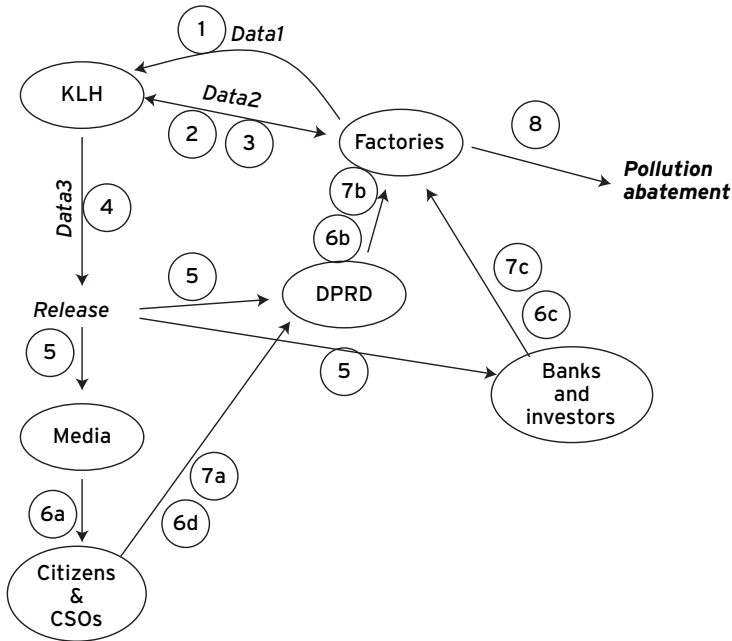 1
Data1
KLH
Data2
2
3
Factories
8
Pollution
abatement
Data3
4
7b
6b
5
DPRD
7c
6c
Release
5
5
Banks
and
investors
Media
7a
6d
6a
Citizens
&
CSOs